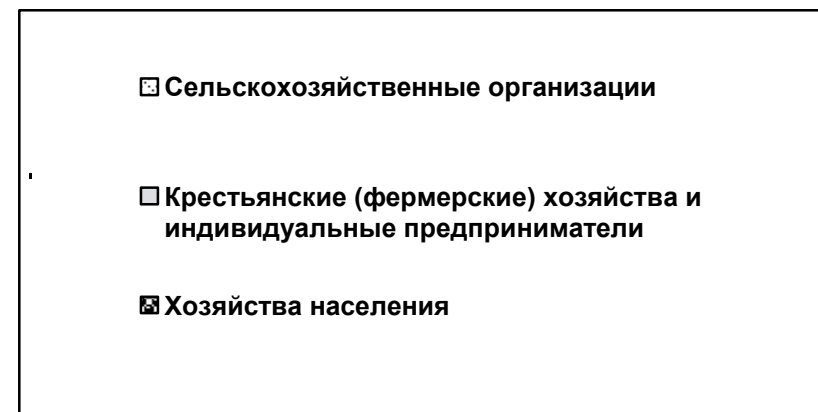 Сельскохозяйственные организации
Крестьянские (фермерские) хозяйства и
индивидуальные предприниматели
Хозяйства населения